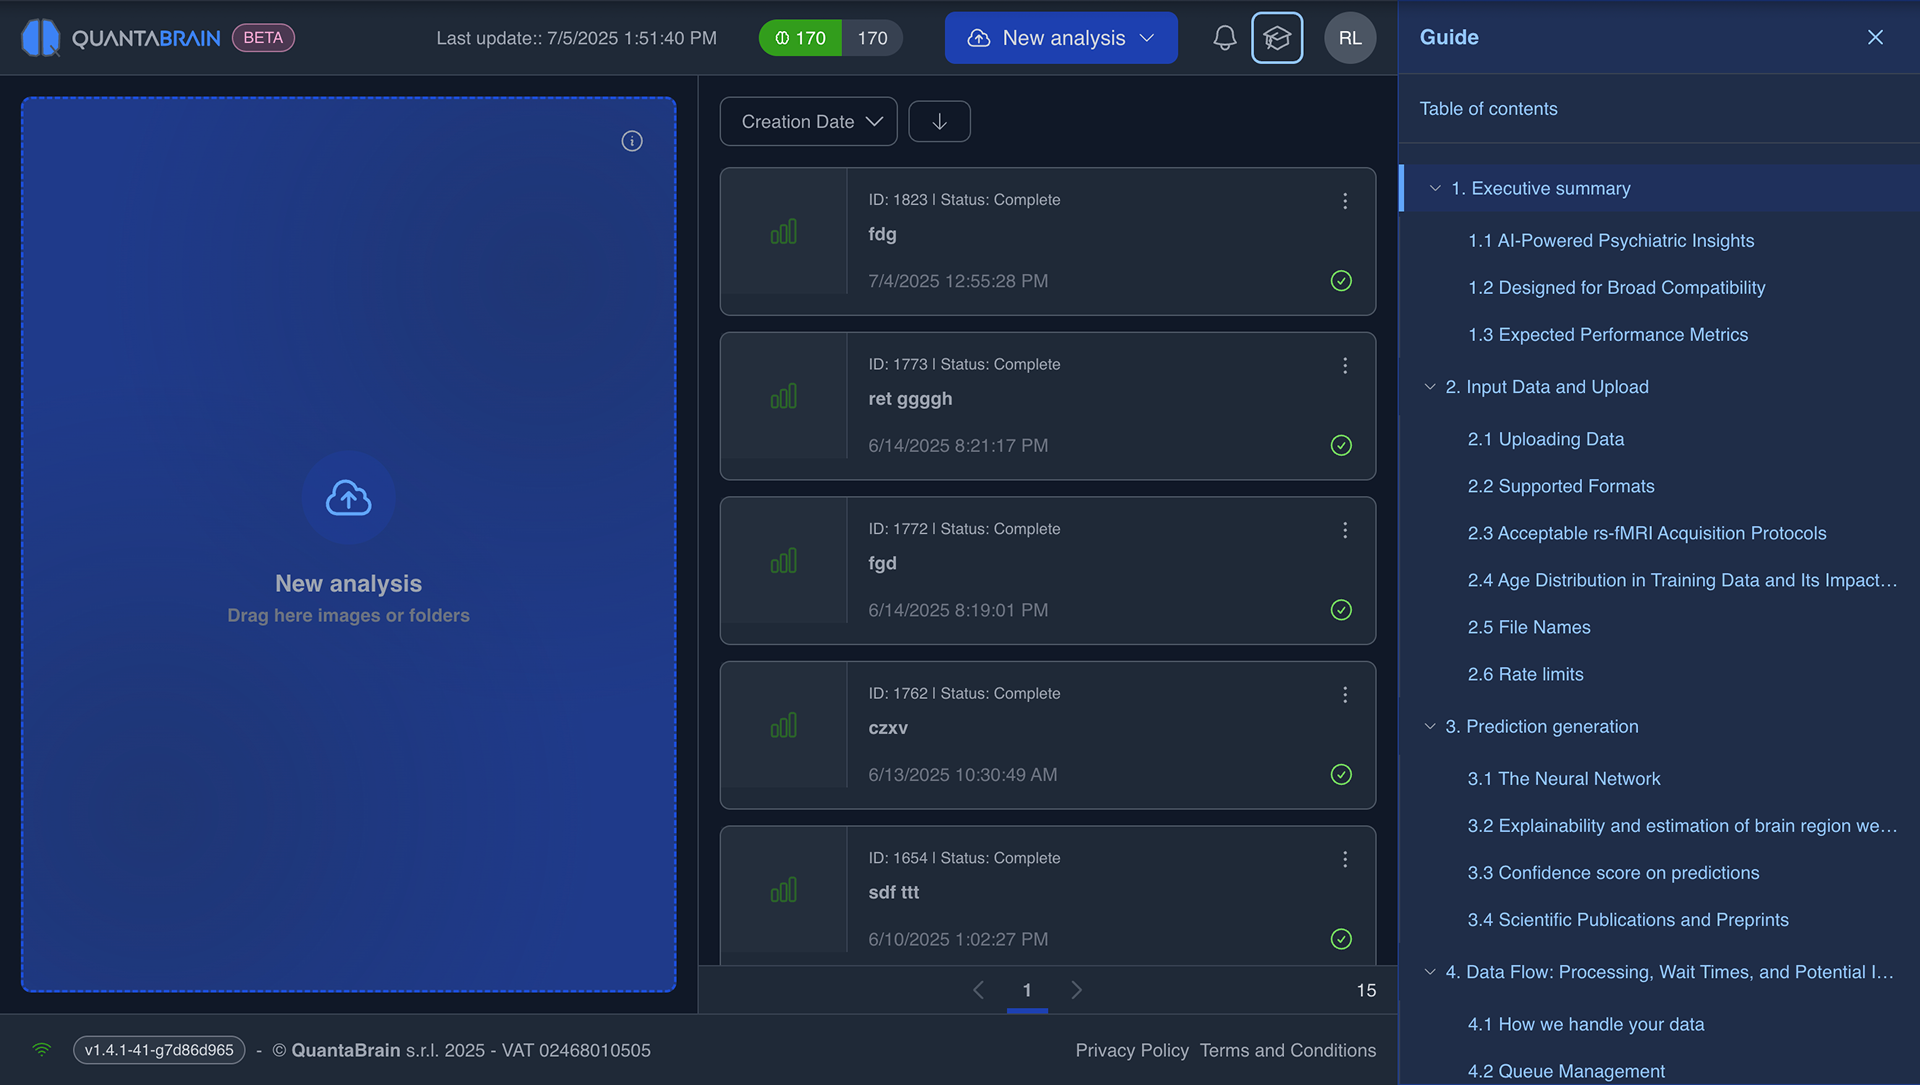 QUANTABRAIN BETA
Last update:: 7/5/2025 1:51:40 PM
170 170
New analysis
RL
New analysis
Drag here images or folders
Creation Date
ID: 1823 | Status: Complete
fdg
7/4/2025 12:55:28 PM
ID: 1773 | Status: Complete
ret ggggh
6/14/2025 8:21:17 PM
ID: 1772 | Status: Complete
fgd
6/14/2025 8:19:01 PM
ID: 1762 | Status: Complete
czxv
6/13/2025 10:30:49 AM
ID: 1654 | Status: Complete
sdf ttt
6/10/2025 1:02:27 PM
1
15
Guide
Table of contents
1. Executive summary
1.1 AI-Powered Psychiatric Insights
1.2 Designed for Broad Compatibility
1.3 Expected Performance Metrics
2. Input Data and Upload
2.1 Uploading Data
2.2 Supported Formats
2.3 Acceptable rs-fMRI Acquisition Protocols
2.4 Age Distribution in Training Data and Its Impact...
2.5 File Names
2.6 Rate limits
3. Prediction generation
3.1 The Neural Network
3.2 Explainability and estimation of brain region we...
3.3 Confidence score on predictions
3.4 Scientific Publications and Preprints
4. Data Flow: Processing, Wait Times, and Potential I...
4.1 How we handle your data
4.2 Queue Management
v1.4.1-41-g7d86d965 - © QuantaBrain s.r.l. 2025 - VAT 02468010505
Privacy Policy Terms and Conditions